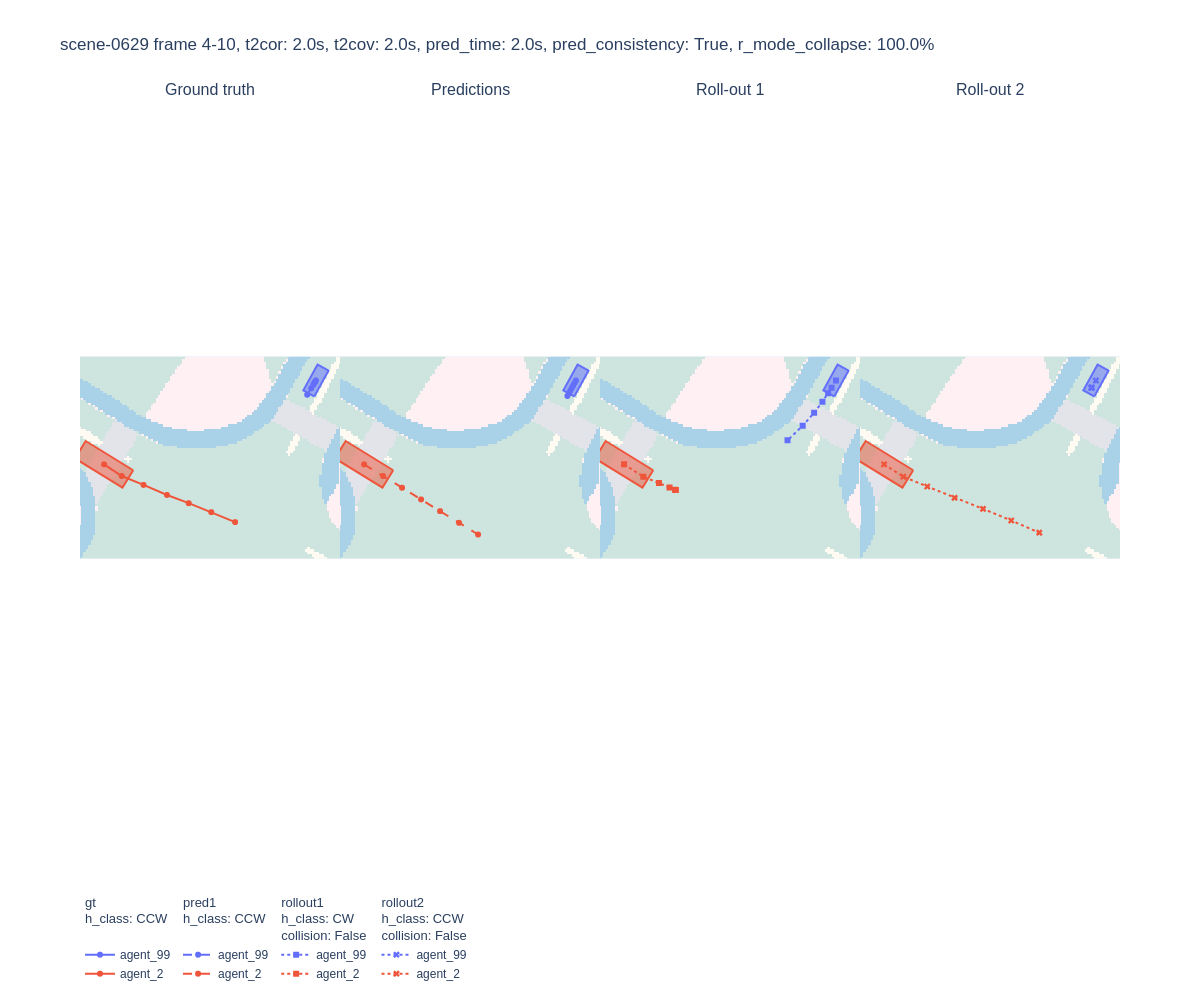 scene-0629 frame 4-10, t2cor: 2.0s, t2cov: 2.0s, pred_time: 2.0s, pred_consistency: True, r_mode_collapse: 100.0%
Ground truth
Predictions
Roll-out 1
Roll-out 2
gt
h_class: CCW
agent_99
agent_2
pred1
h_class: CCW
agent_99
agent_2
rollout1
h_class: CW
collision: False
agent_99
agent_2
rollout2
h_class: CCW
collision: False
agent_99
agent_2